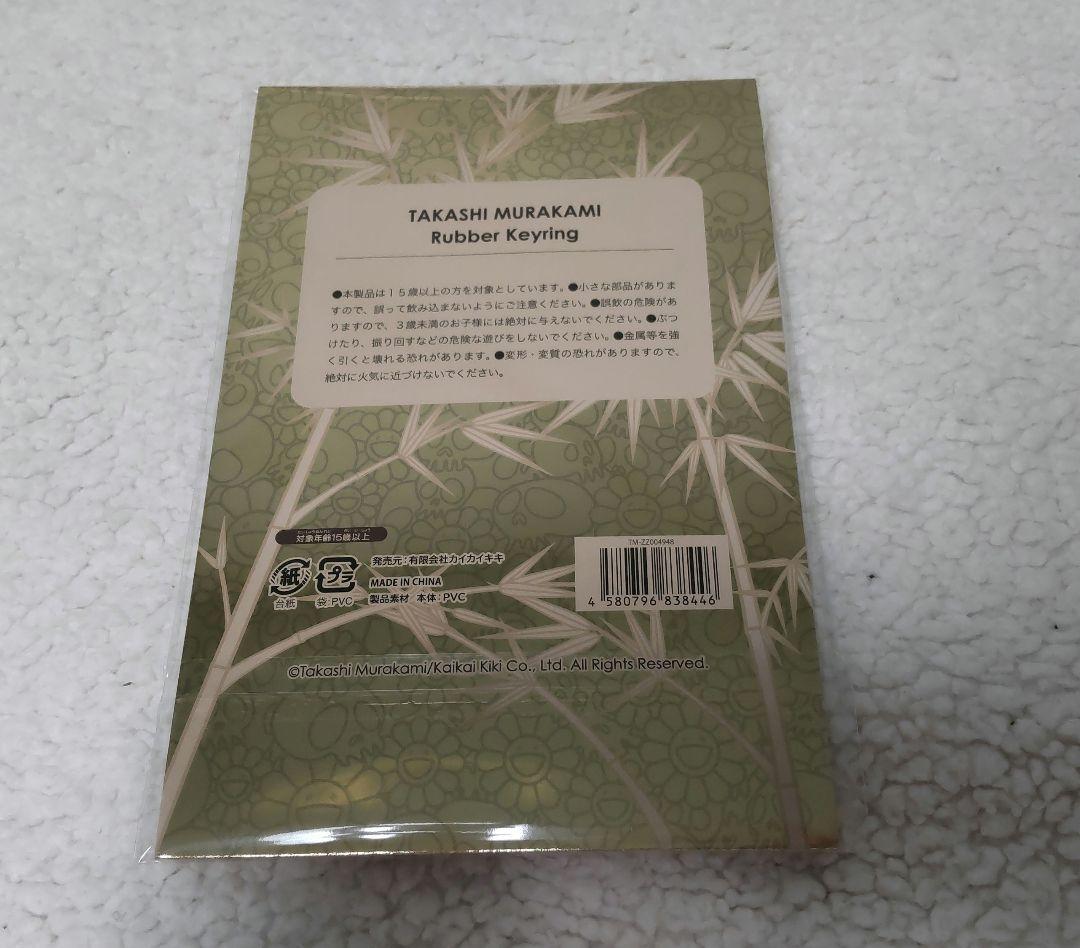 TAKASHI MURAKAMI
Rubber Keyring
●本製品は１５歳以上の方を対象としています。●小さな部品がありま
すので、誤って飲み込まないようにご注意ください。●誤飲の危険があ
りますので、３歳未満のお子様には絶対に与えないでください。●ぶつ
けたり、振り回すなどの危険な遊びをしないでください。●金属等を強
く引くと壊れる恐れがあります。●変形・変質の恐れがありますので、
絶対に火気に近づけないでください。
対象年齢15歳以上
紙
台紙
プラ
袋:PVC
発売元:有限会社カイカイキキ
MADE IN CHINA
製品素材 本体:PVC
TM-ZZ004948
4 580796 838446
©Takashi Murakami/Kaikai Kiki Co., Ltd. All Rights Reserved.